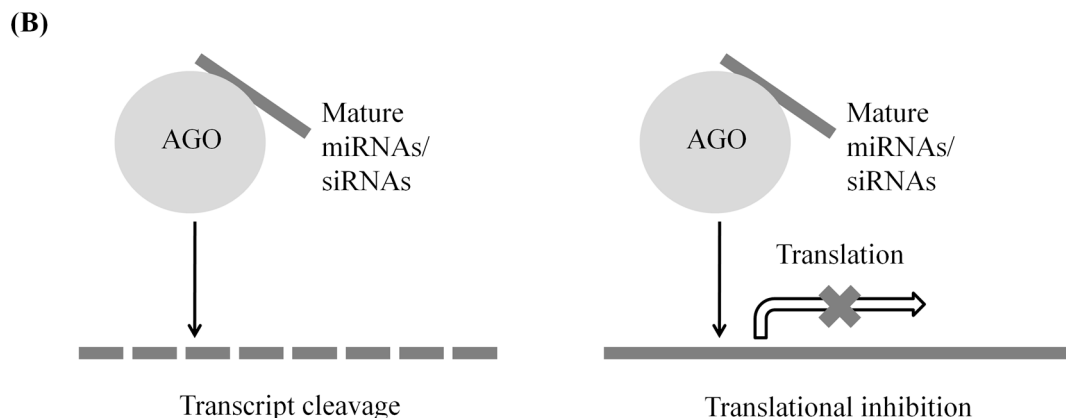 (B)
AGO
Mature
miRNAs/
siRNAs
Transcript cleavage
AGO
Mature
miRNAs/
siRNAs
Translation
Translational inhibition